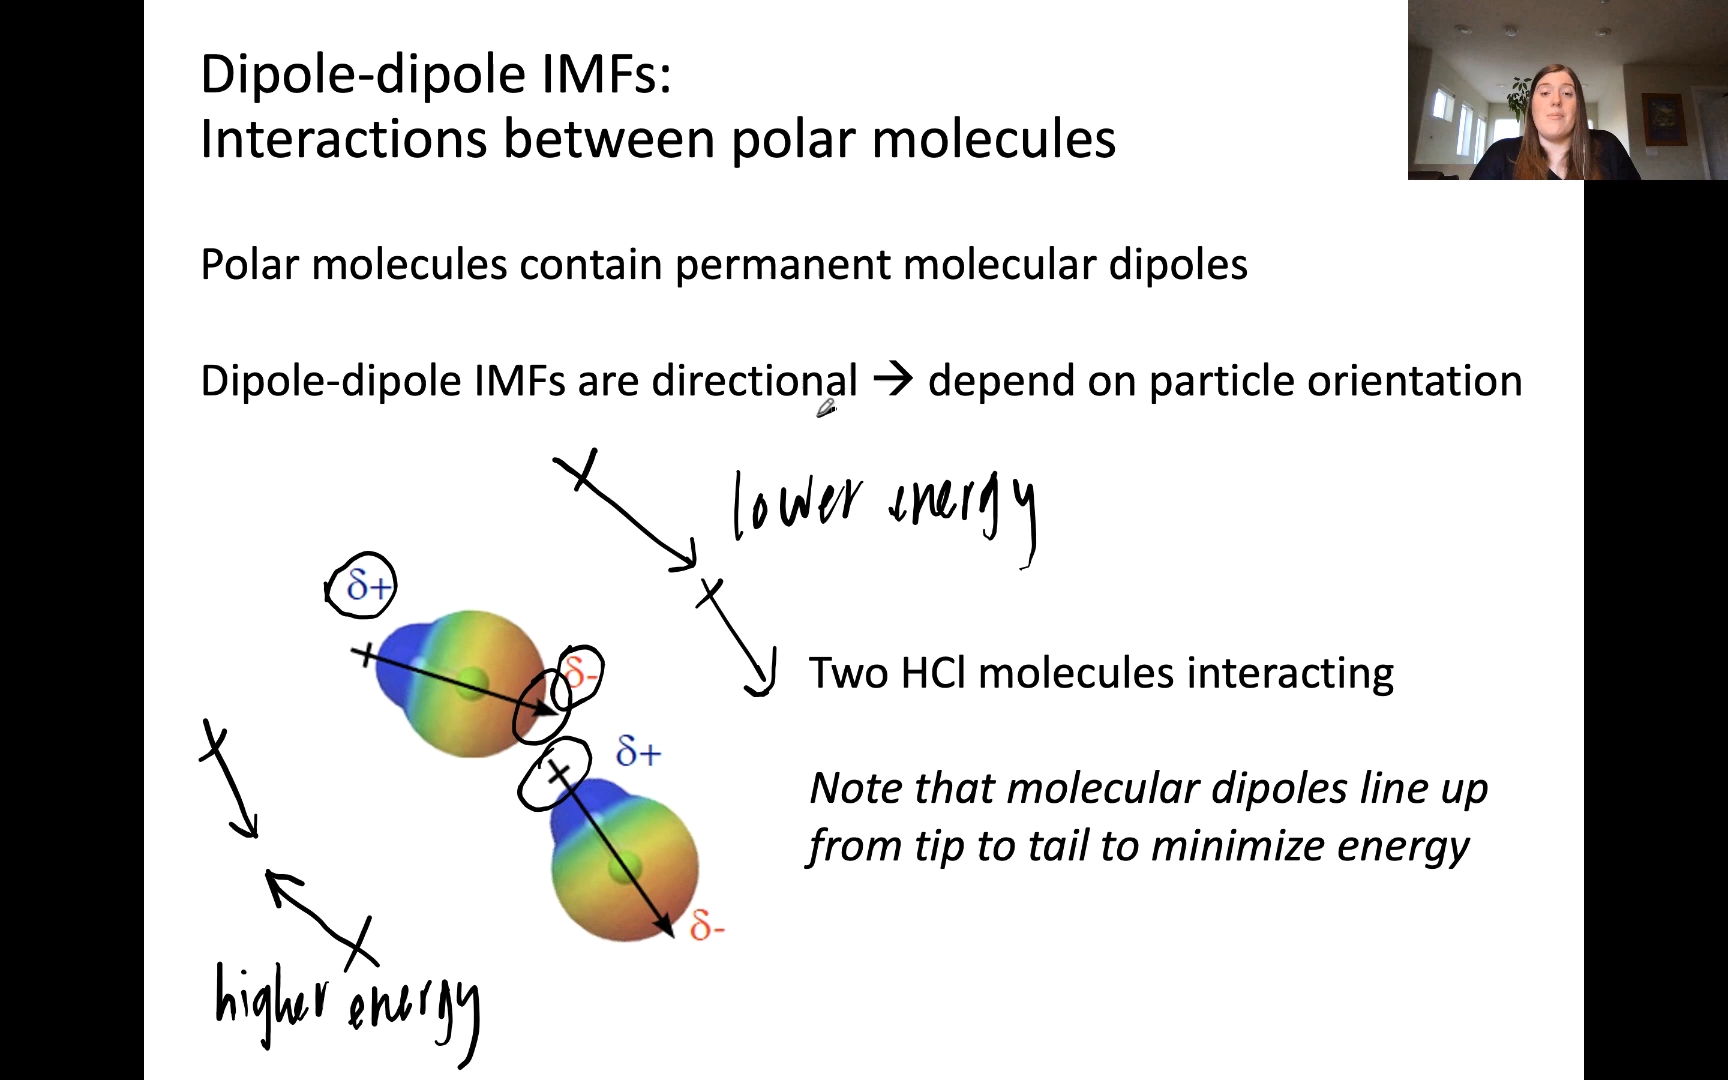 Dipole-dipole IMFs:
Interactions between polar molecules
Polar molecules contain permanent molecular dipoles
Dipole-dipole IMFs are directional → depend on particle orientation
lower energy
δ+
δ-
Two HCl molecules interacting
δ+
Note that molecular dipoles line up
from tip to tail to minimize energy
δ-
higher energy